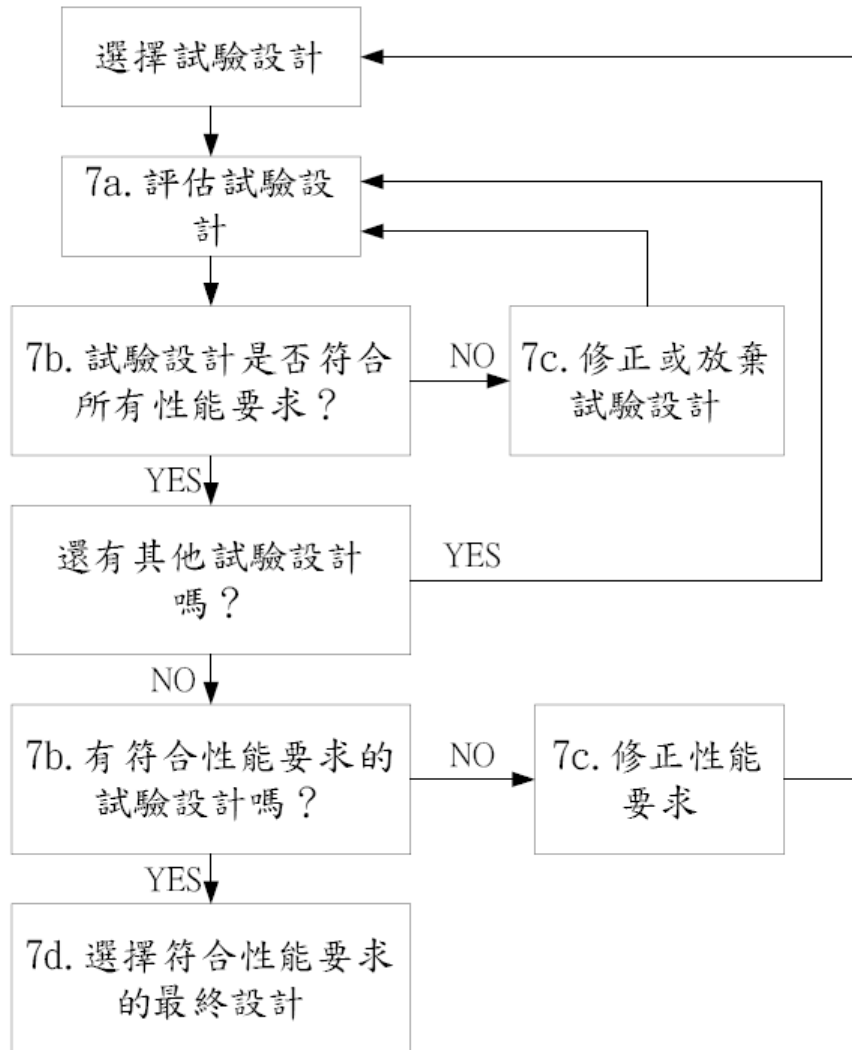 選擇試驗設計
7a.評估試驗設
計
7b.試驗設計是否符合
所有性能要求？
NO
7c.修正或放棄
試驗設計
YES
還有其他試驗設計
嗎？
YES
NO
7b.有符合性能要求的
試驗設計嗎？
NO
7c.修正性能
要求
YES
7d.選擇符合性能要求
的最終設計